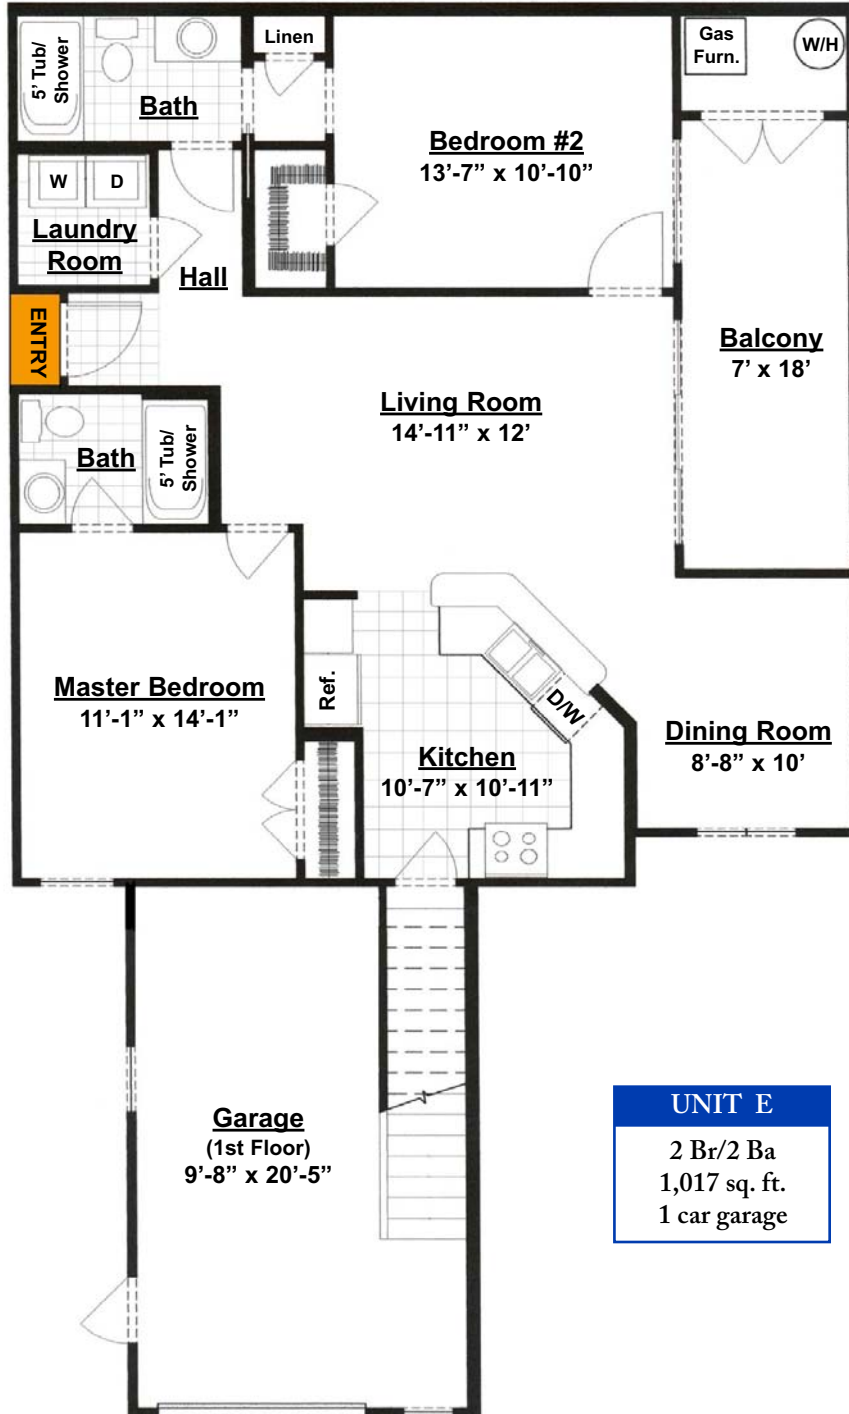 5' Tub/
Shower
Bath
Linen
Gas
Furn.
W/H
Bedroom #2
13’-7” x 10’-10”
W
D
Laundry
Room
Hall
ENTRY
Balcony
7’ x 18’
Living Room
14’-11” x 12’
Bath
5' Tub/
Shower
Master Bedroom
11’-1” x 14’-1”
Ref.
D/W
Kitchen
10’-7” x 10’-11”
Dining Room
8’-8” x 10’
Garage
(1st Floor)
9’-8” x 20’-5”
UNIT E
2 Br/2 Ba
1,017 sq. ft.
1 car garage